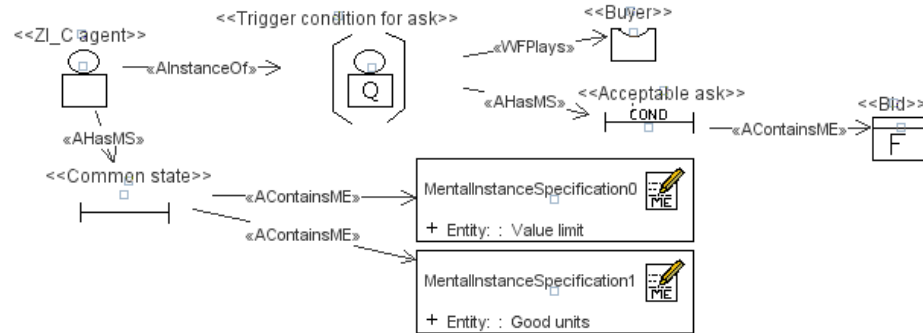 <<ZI_C agent>>
<<Trigger condition for ask>>
<<Buyer>>
«AInstanceOf»
«WFPlays»
Q
«AHasMS»
<<Acceptable ask>>
COND
<<Bid>>
«AContainsME»
F
«AHasMS»
<<Common state>>
«AContainsME»
MentalInstanceSpecification0
ME
+ Entity: : Value limit
«AContainsME»
MentalInstanceSpecification1
ME
+ Entity: : Good units